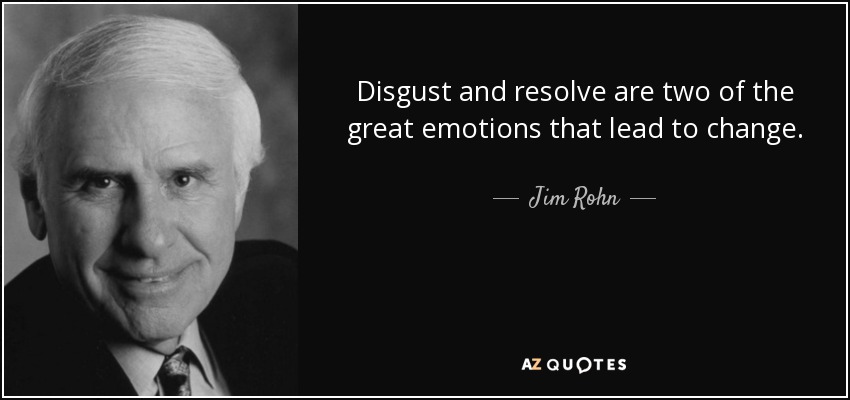 Disgust and resolve are two of the
great emotions that lead to change.
Jim Rohn
AZ QUOTES